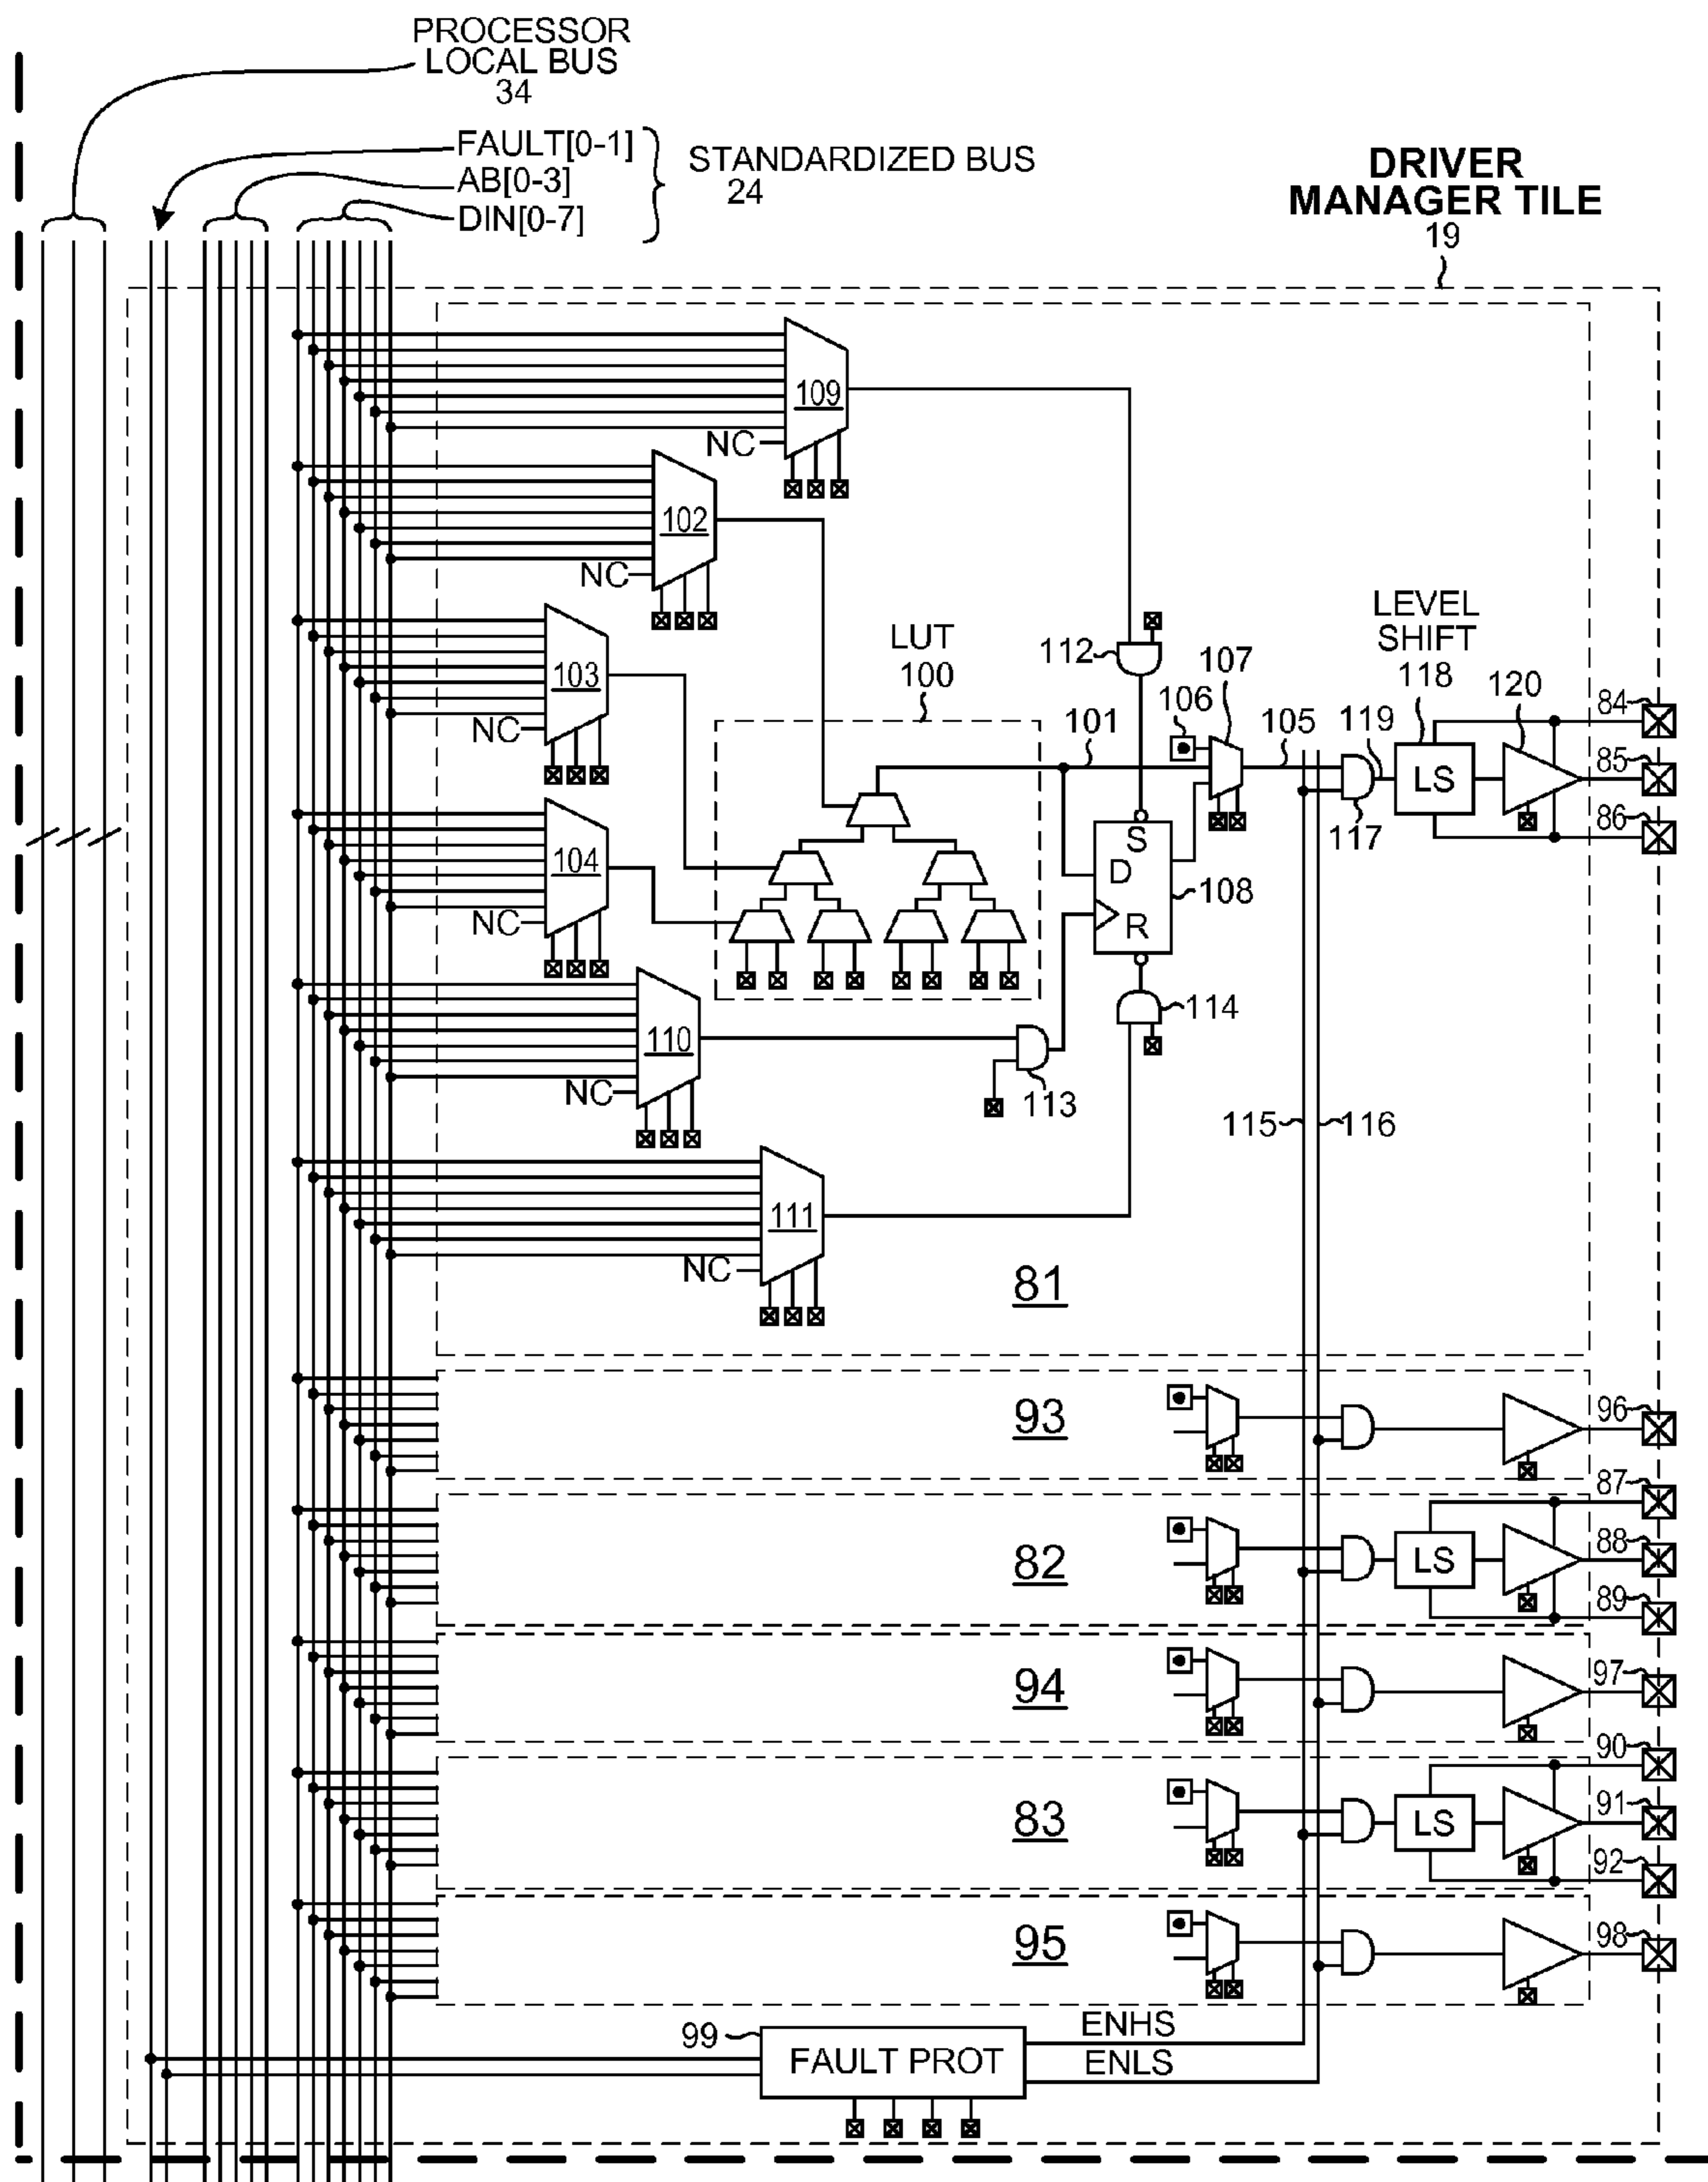 PROCESSOR
LOCAL BUS
34
FAULT[0-1]
AB[0-3]
DIN[0-7]
STANDARDIZED BUS
24
DRIVER
MANAGER TILE
19
109
NC
102
NC
103
NC
LUT
100
112
107
106
101
105
LEVEL
SHIFT
118
119
120
84
85
86
LS
117
S
D
R
108
104
NC
114
110
NC
113
115
116
111
NC
81
93
96
87
82
LS
88
89
94
97
90
83
LS
91
92
95
98
99
FAULT PROT
ENHS
ENLS